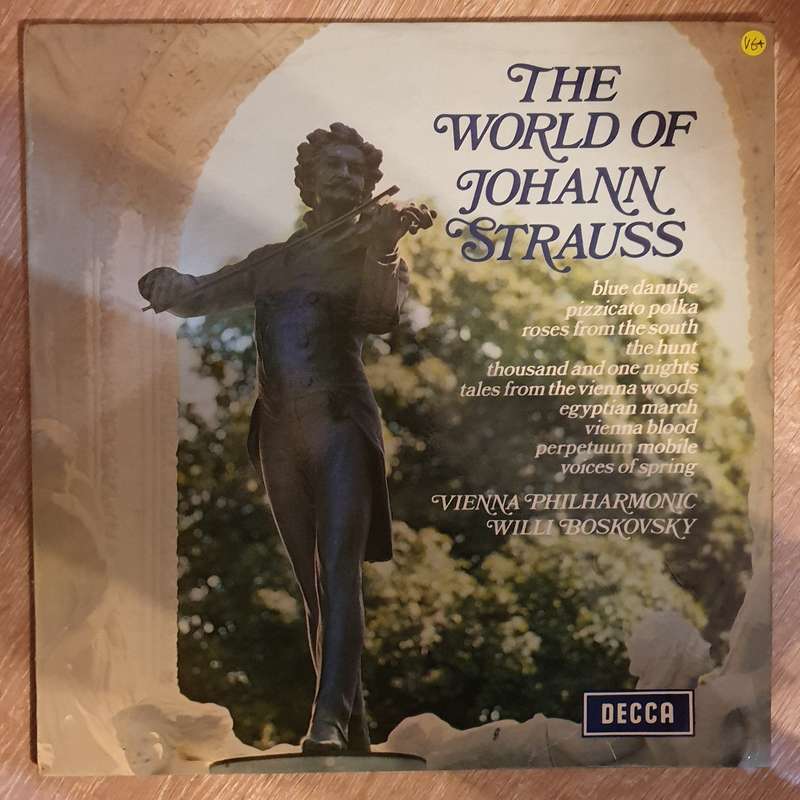 VG+
THE
WORLD OF
JOHANN
STRAUSS
blue danube
pizzicato polka
roses from the south
the hunt
thousand and one nights
tales from the vienna woods
egyptian march
vienna blood
perpetuum mobile
voices of spring
VIENNA PHILHARMONIC
WILLI BOSKOVSKY
DECCA